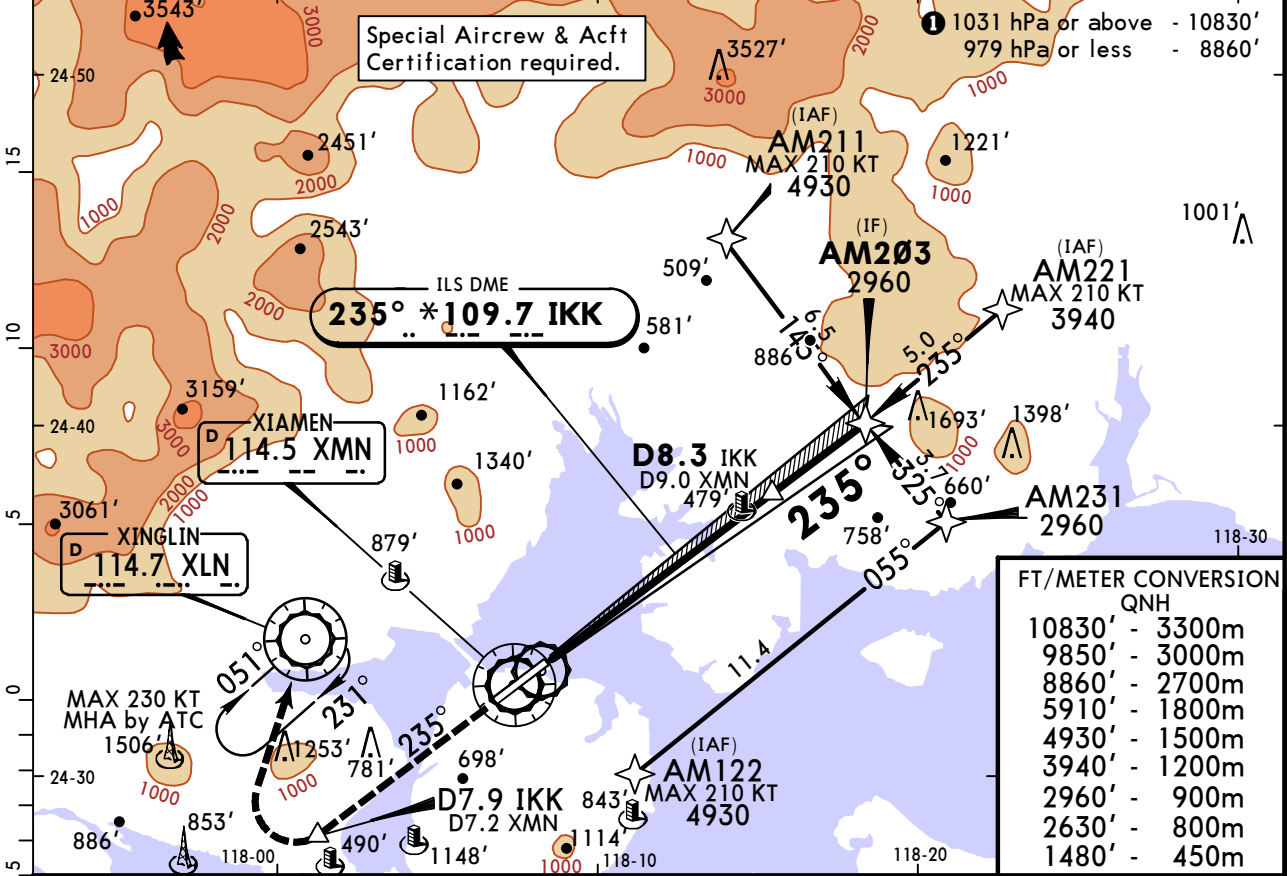 3543'
3000
Special Aircrew & Acft
Certification required.
3527'
3000
2000
❶ 1031 hPa or above - 10830'
979 hPa or less - 8860'
1000
24-50
15
2451'
2000
1000
2000
1000
(IAF)
AM211
MAX 210 KT
4930
1221'
1000
1001'
2543'
2000
509'
(IF)
AM203
2960
(IAF)
AM221
MAX 210 KT
3940
ILS DME
235° *109.7 IKK
10
3000
581'
6.5
145°
886'
5.0
235°
3159'
3000
1162'
1000
24-40
XIAMEN
D 114.5 XMN
1693'
1000
1398'
D8.3 IKK
D9.0 XMN
479'
235°
3.7
325°
660'
758'
AM231
2960
1340'
1000
2000
1000
3061'
5
XINGLIN
D 114.7 XLN
879'
055°
118-30
11.4
051°
231°
235°
0
MAX 230 KT
MHA by ATC
1506'
1000
1253'
1000
781'
698'
24-30
D7.9 IKK
D7.2 XMN
(IAF)
AM122
MAX 210 KT
4930
843'
886'
853'
118-00
490'
1148'
1114'
1000
118-10
118-20
5
FT/METER CONVERSION
QNH
10830' - 3300m
9850' - 3000m
8860' - 2700m
5910' - 1800m
4930' - 1500m
3940' - 1200m
2960' - 900m
2630' - 800m
1480' - 450m